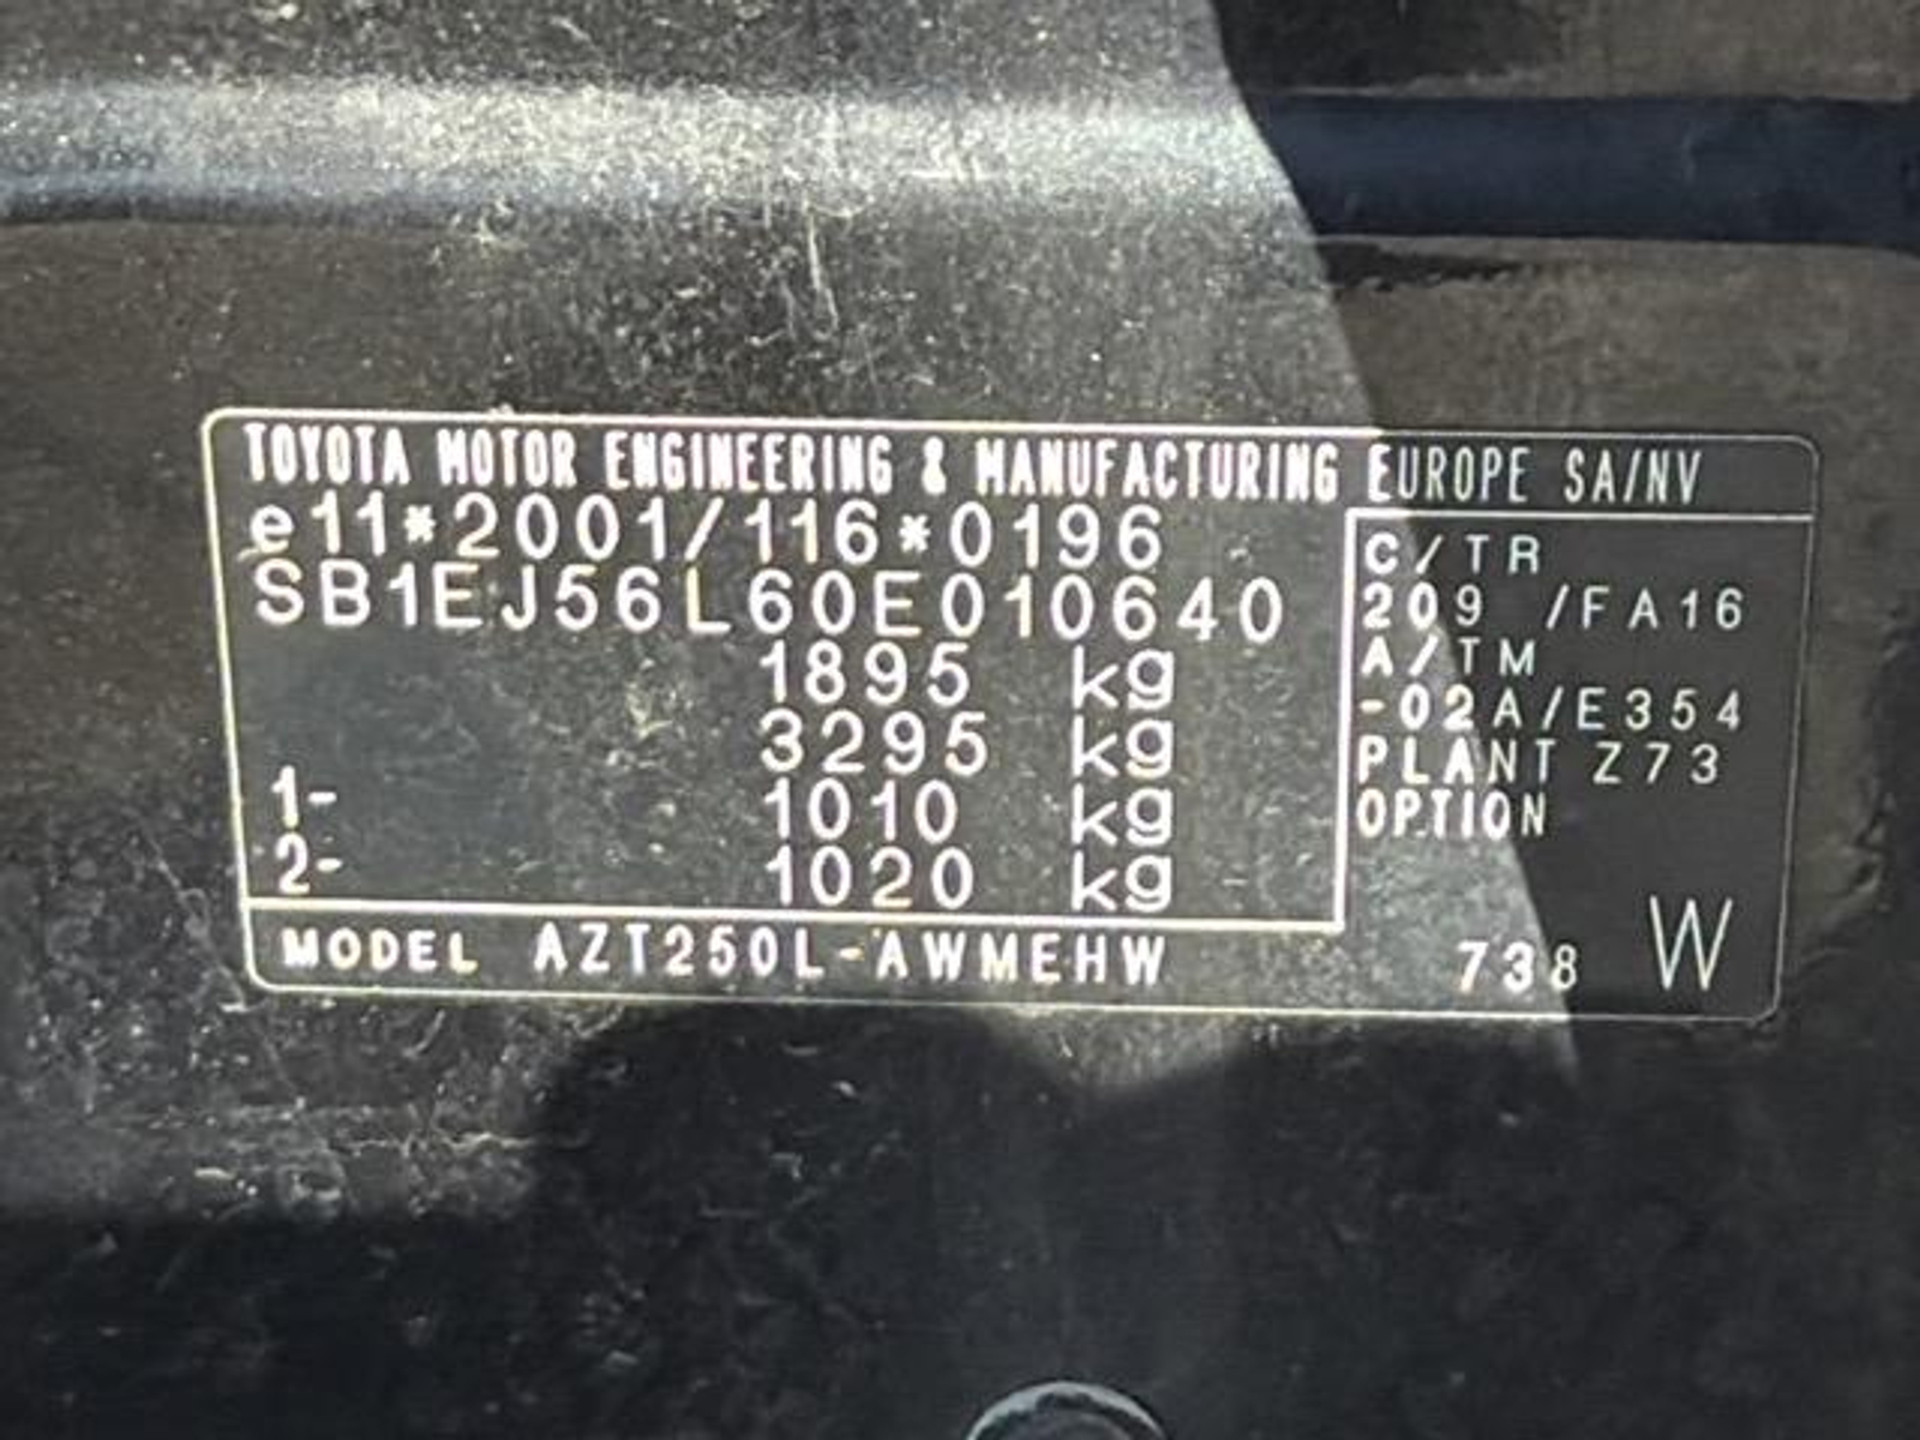 TOYOTA MOTOR ENGINEERING & MANUFACTURING EUROPE SA/NV
e11*2001/116*0196
SB1EJ56L60E010640
1895 kg
3295 kg
1- 1010 kg
2- 1020 kg
MODEL AZT250L-AWMEHW
C/TR
209 /FA16
A/TM
-02A/E354
PLANT Z73
OPTION
738 W